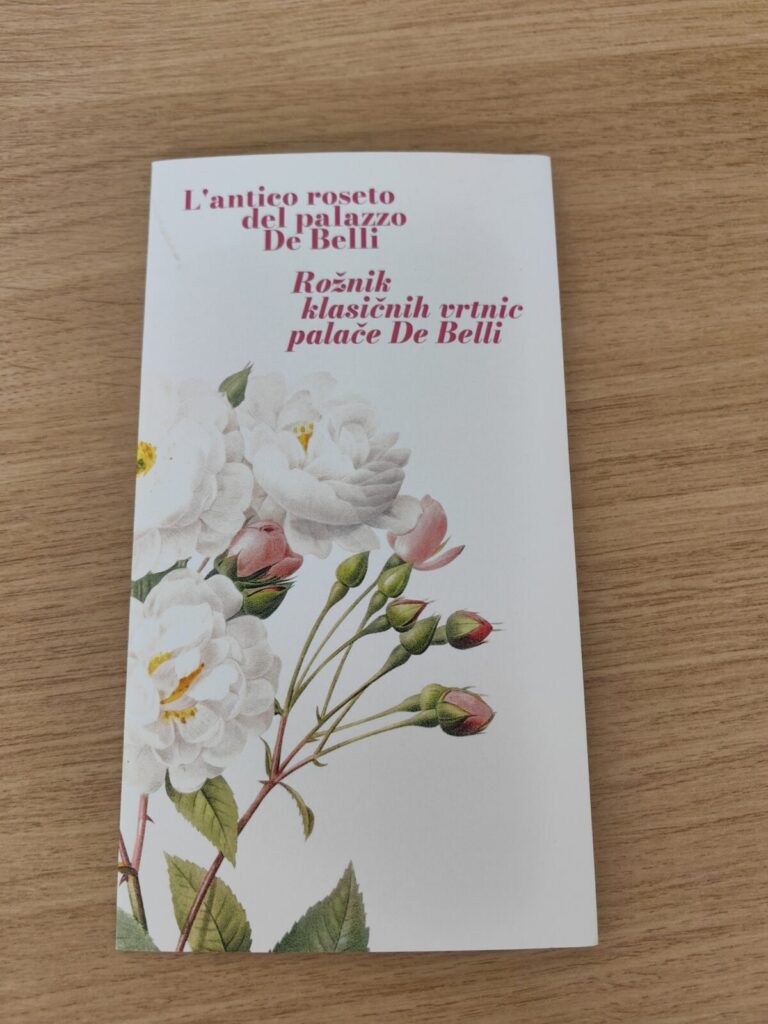 L'antico roseto
del palazzo
De Belli
Rožnik
klasičnih vrtnic
palače De Belli